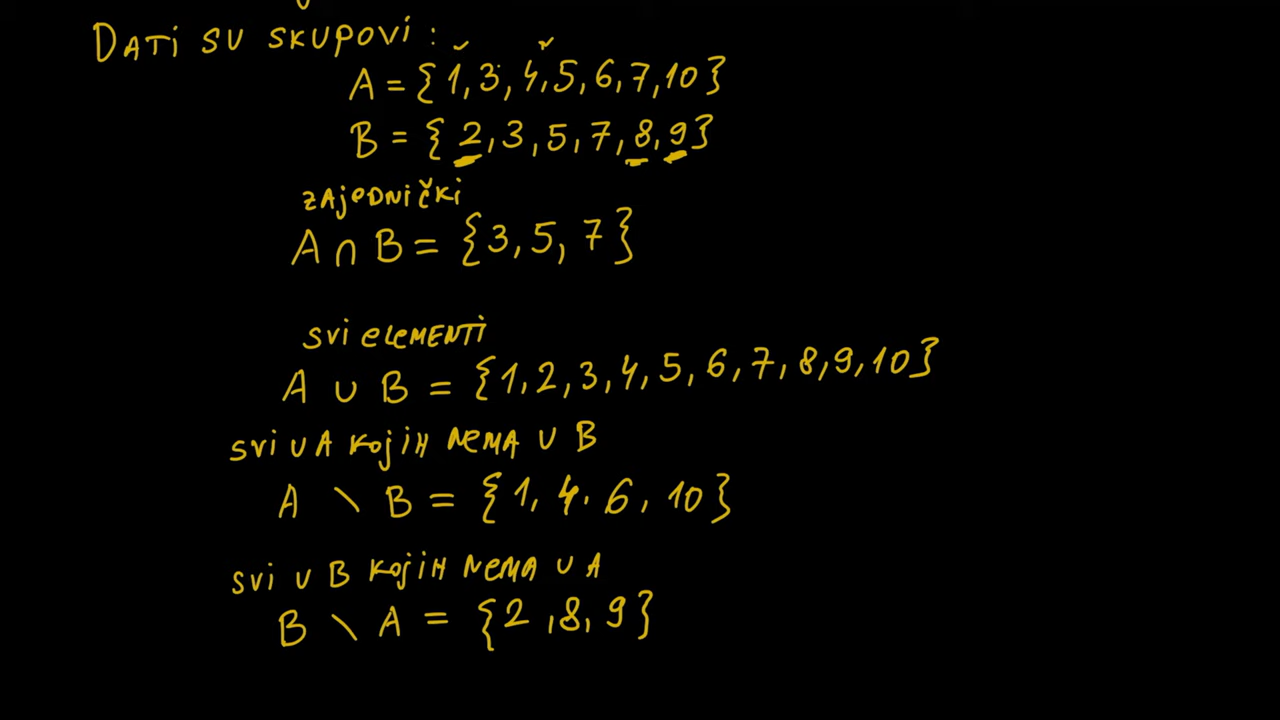 DATI SU SKUPOVI :
A = {1, 3, 4, 5, 6, 7, 10}
B = {2, 3, 5, 7, 8, 9}
ZAJEDNIČKI
A ∩ B = {3, 5, 7}
SVI ELEMENTI
A ∪ B = {1, 2, 3, 4, 5, 6, 7, 8, 9, 10}
SVI U A KOJIH NEMA U B
A \ B = {1, 4. 6, 10}
SVI U B KOJIH NEMA U A
B \ A = {2, 8, 9}